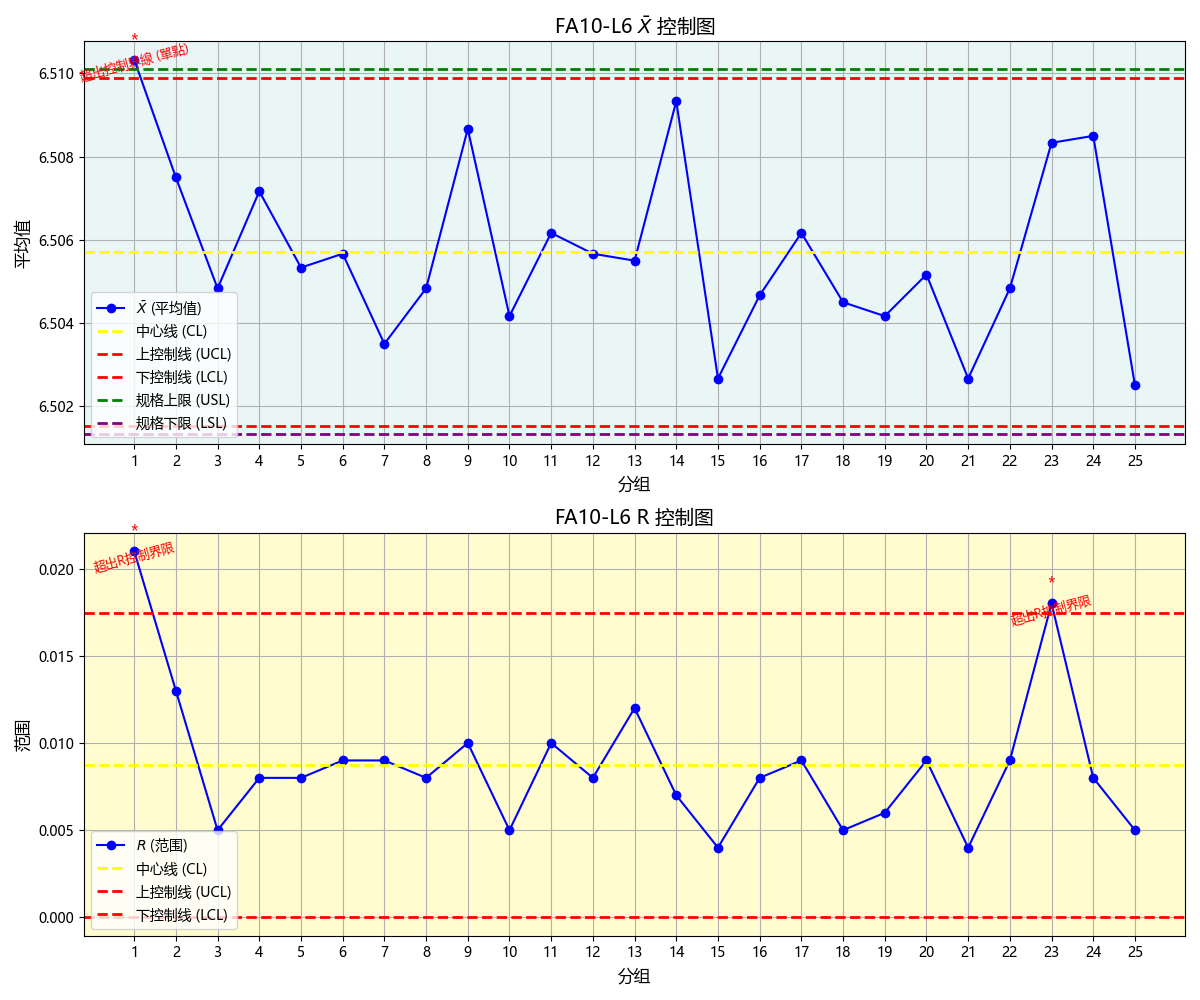 FA10-L6 X̄ 控制图
*
超出控制界線 (單點)
6.510
6.508
6.506
6.504
6.502
平均值
X̄ (平均值)
中心线 (CL)
上控制线 (UCL)
下控制线 (LCL)
规格上限 (USL)
规格下限 (LSL)
1 2 3 4 5 6 7 8 9 10 11 12 13 14 15 16 17 18 19 20 21 22 23 24 25
分组
FA10-L6 R 控制图
*
超出R控制界限
*
超出R控制界限
0.020
0.015
0.010
0.005
0.000
范围
R (范围)
中心线 (CL)
上控制线 (UCL)
下控制线 (LCL)
1 2 3 4 5 6 7 8 9 10 11 12 13 14 15 16 17 18 19 20 21 22 23 24 25
分组